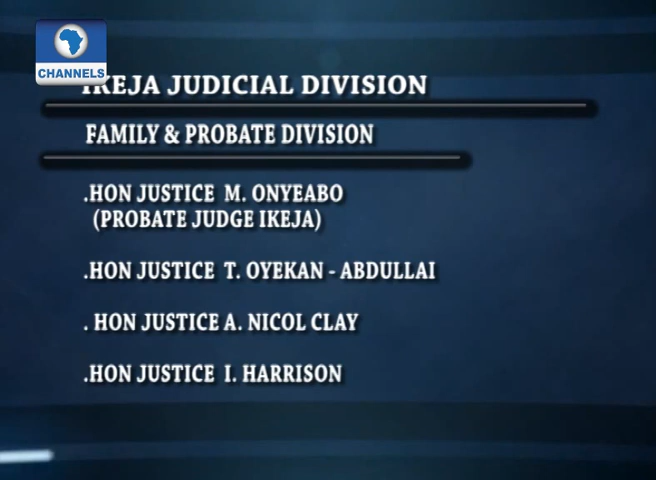 CHANNELS
IKEJA JUDICIAL DIVISION
FAMILY & PROBATE DIVISION
.HON JUSTICE M. ONYEABO
(PROBATE JUDGE IKEJA)
.HON JUSTICE T. OYEKAN - ABDULLAI
. HON JUSTICE A. NICOL CLAY
.HON JUSTICE I. HARRISON